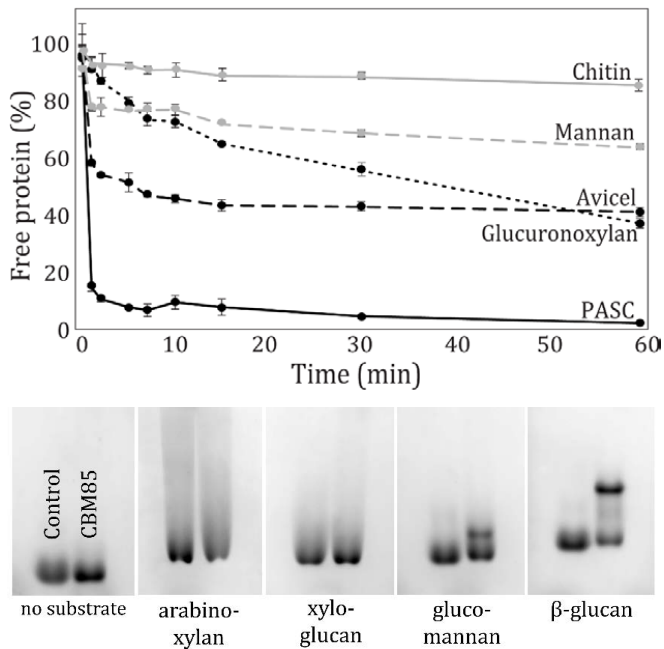 100
80
60
40
20
0
Free protein (%)
Chitin
Mannan
Avicel
Glucuronoxylan
PASC
0 10 20 30 40 50 60
Time (min)
Control
CBM85
no substrate
arabino-
xylan
xylo-
glucan
gluco-
mannan
β-glucan